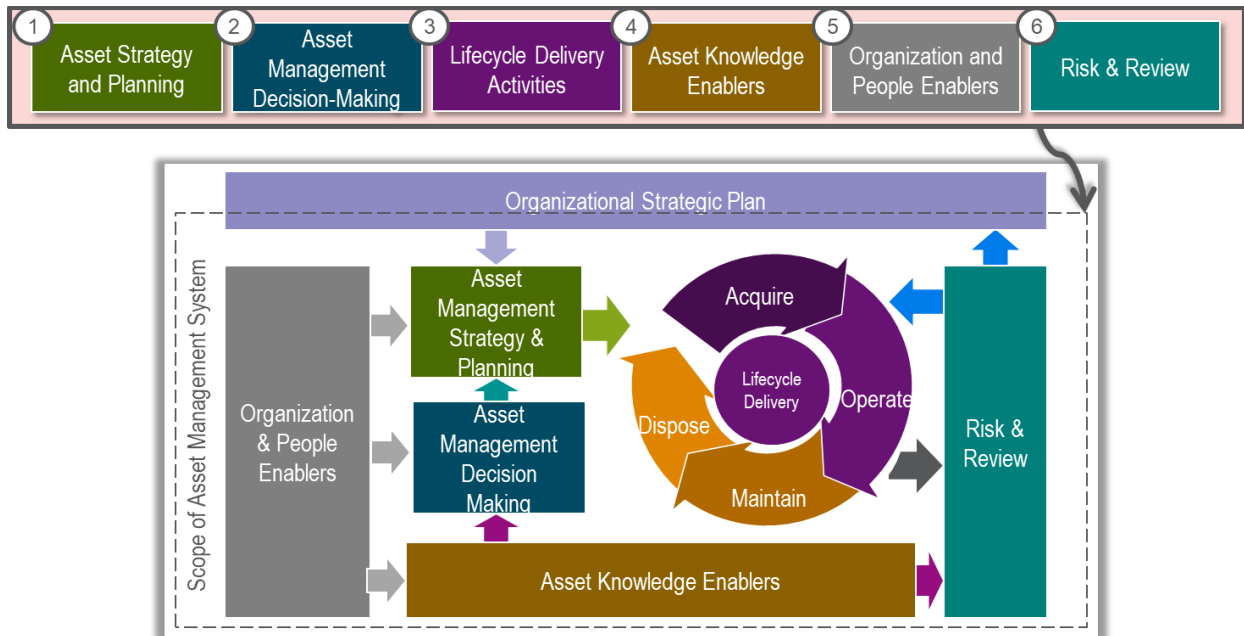 1
Asset Strategy
and Planning
2
Asset
Management
Decision-Making
3
Lifecycle Delivery
Activities
4
Asset Knowledge
Enablers
5
Organization and
People Enablers
6
Risk & Review
Organizational Strategic Plan
Scope of Asset Management System
Organization
& People
Enablers
Asset
Management
Strategy &
Planning
Asset
Management
Decision
Making
Acquire
Operate
Maintain
Dispose
Lifecycle
Delivery
Risk &
Review
Asset Knowledge Enablers